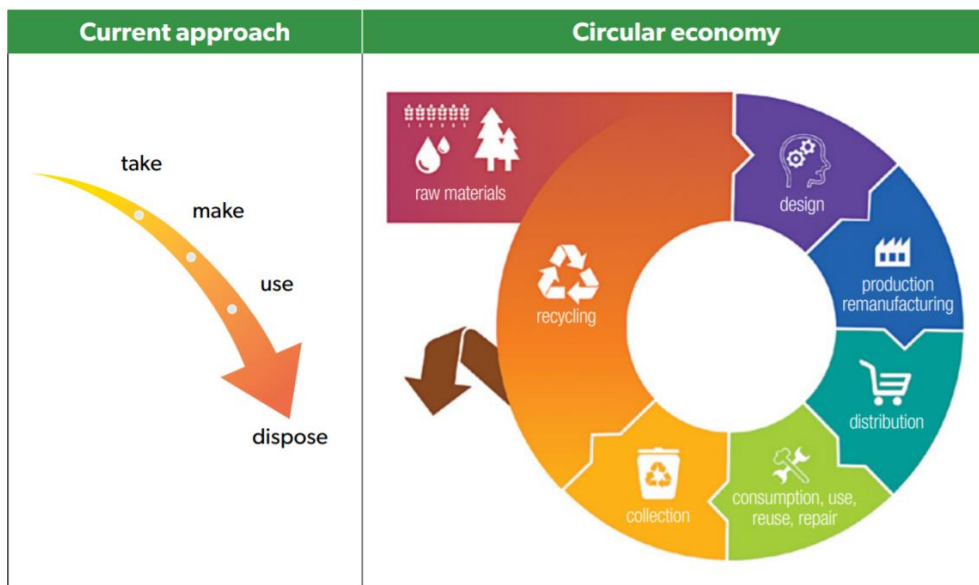 Current approach
Circular economy
take
make
use
dispose
raw materials
design
production
remanufacturing
distribution
consumption, use,
reuse, repair
collection
recycling